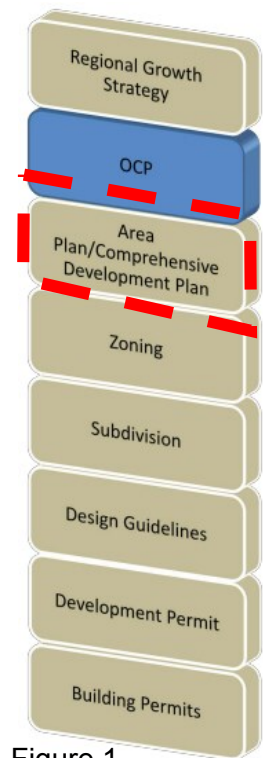 Regional Growth
Strategy
OCP
Area
Plan/Comprehensive
Development Plan
Zoning
Subdivision
Design Guidelines
Development Permit
Building Permits
Figure 1